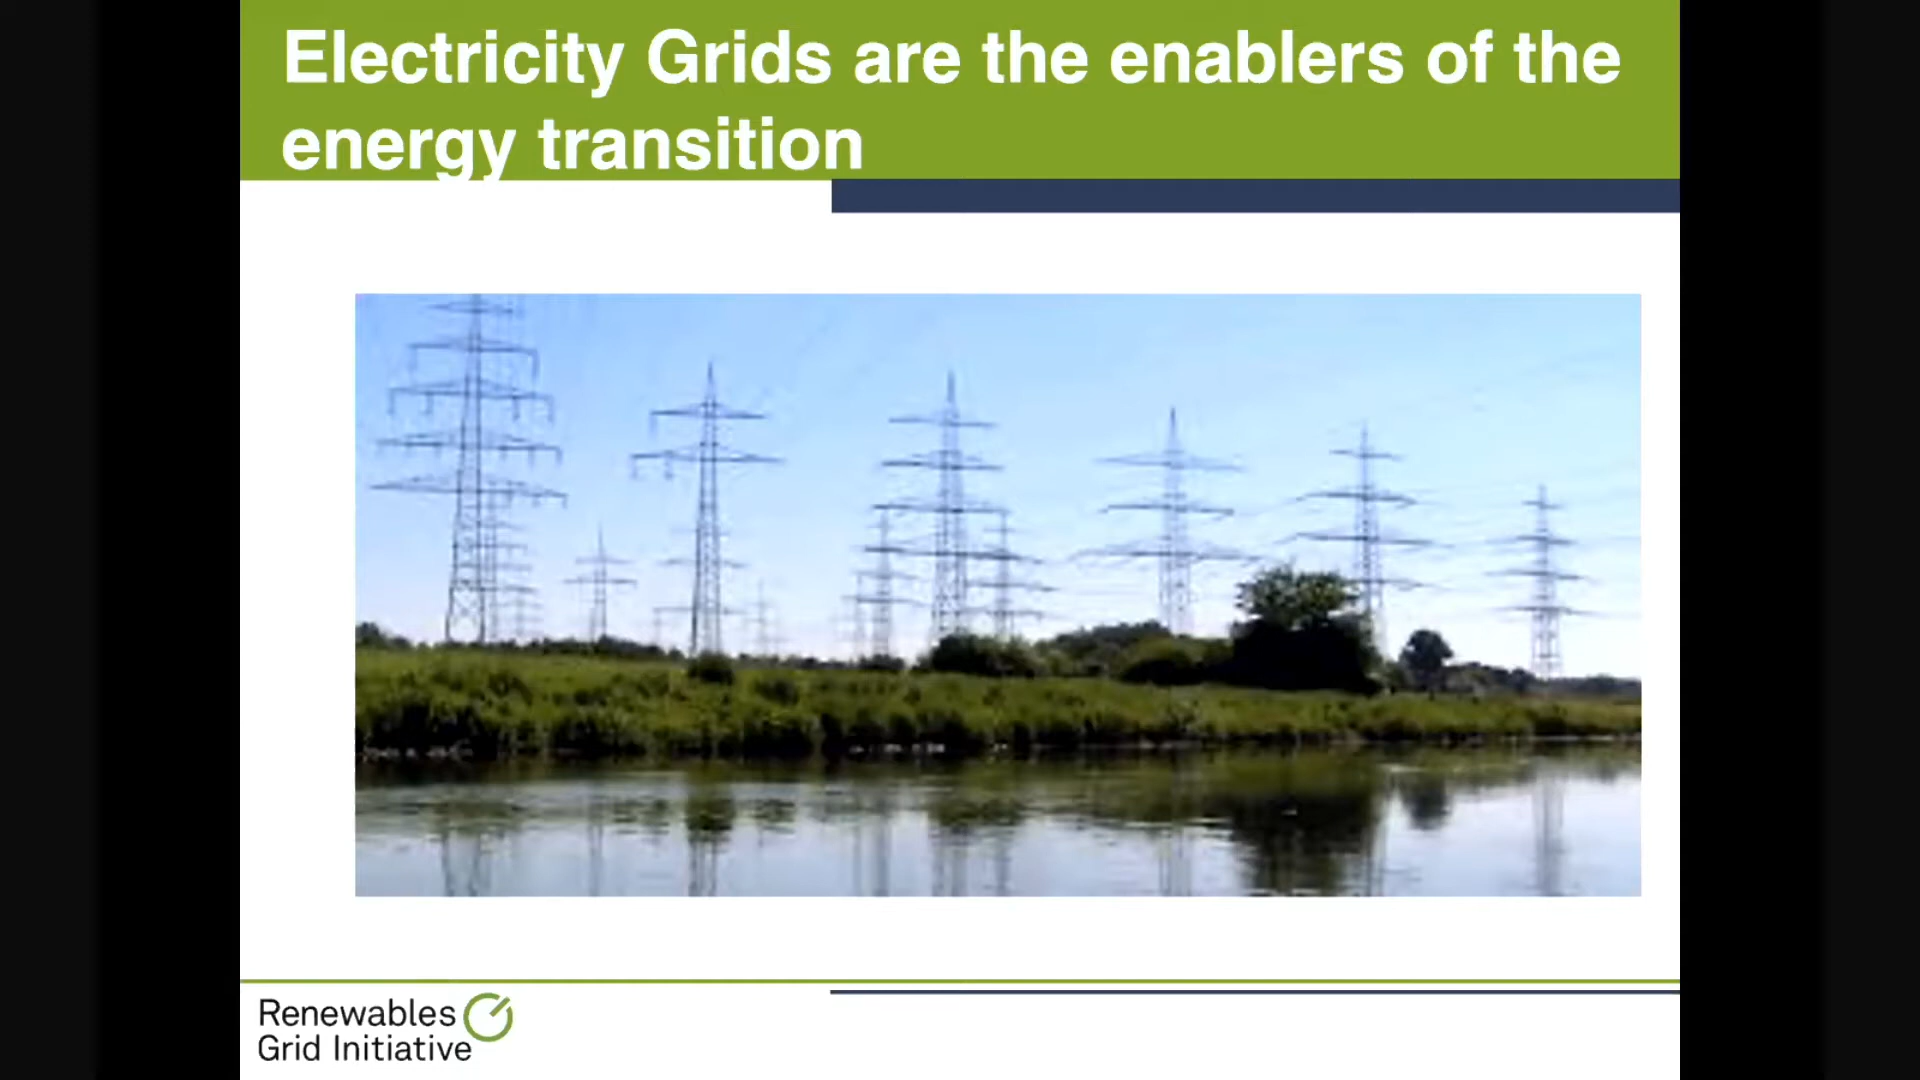 Electricity Grids are the enablers of the
energy transition
Renewables
Grid Initiative